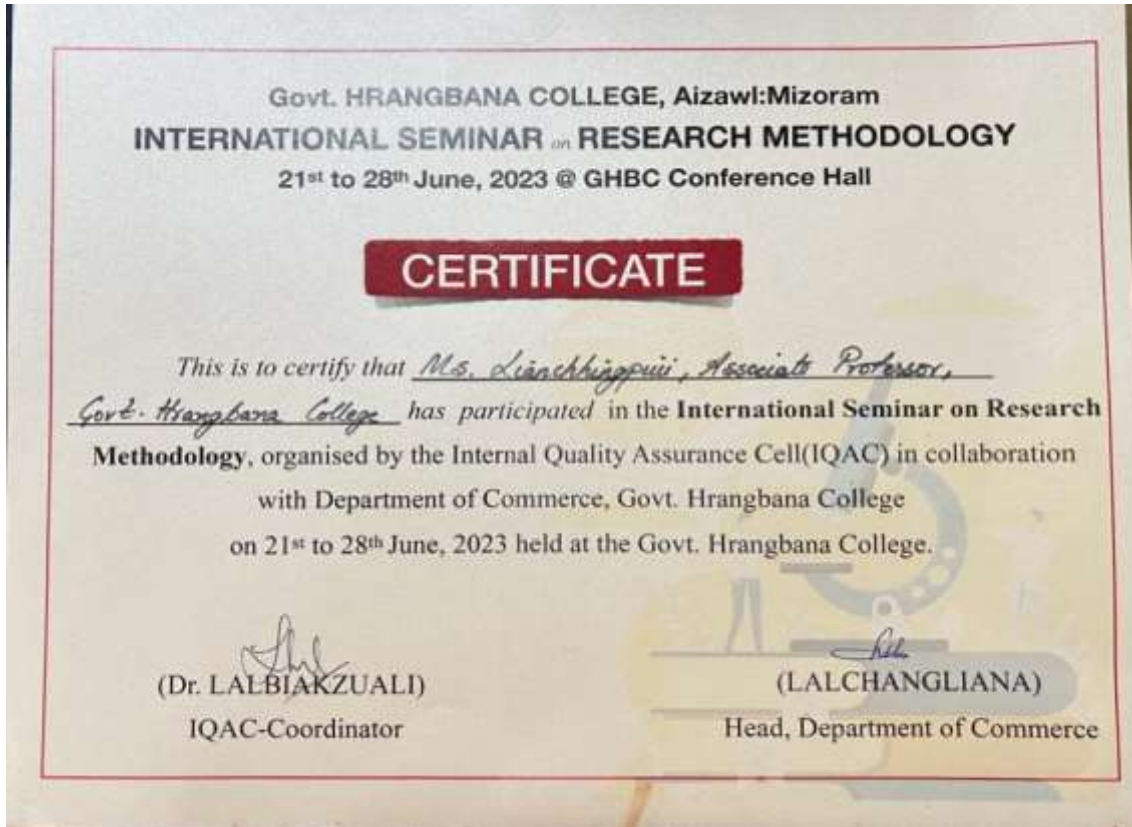 Govt. HRANGBANA COLLEGE, Aizawl:Mizoram
INTERNATIONAL SEMINAR on RESEARCH METHODOLOGY
21st to 28th June, 2023 @ GHBC Conference Hall
CERTIFICATE
This is to certify that Ms. Lianchhingpuii, Associate Professor,
Govt. Hrangbana College has participated in the International Seminar on Research
Methodology, organised by the Internal Quality Assurance Cell(IQAC) in collaboration
with Department of Commerce, Govt. Hrangbana College
on 21st to 28th June, 2023 held at the Govt. Hrangbana College.
(Dr. LALBIAKZUALI) (LALCHANGLIANA)
IQAC-Coordinator Head, Department of Commerce